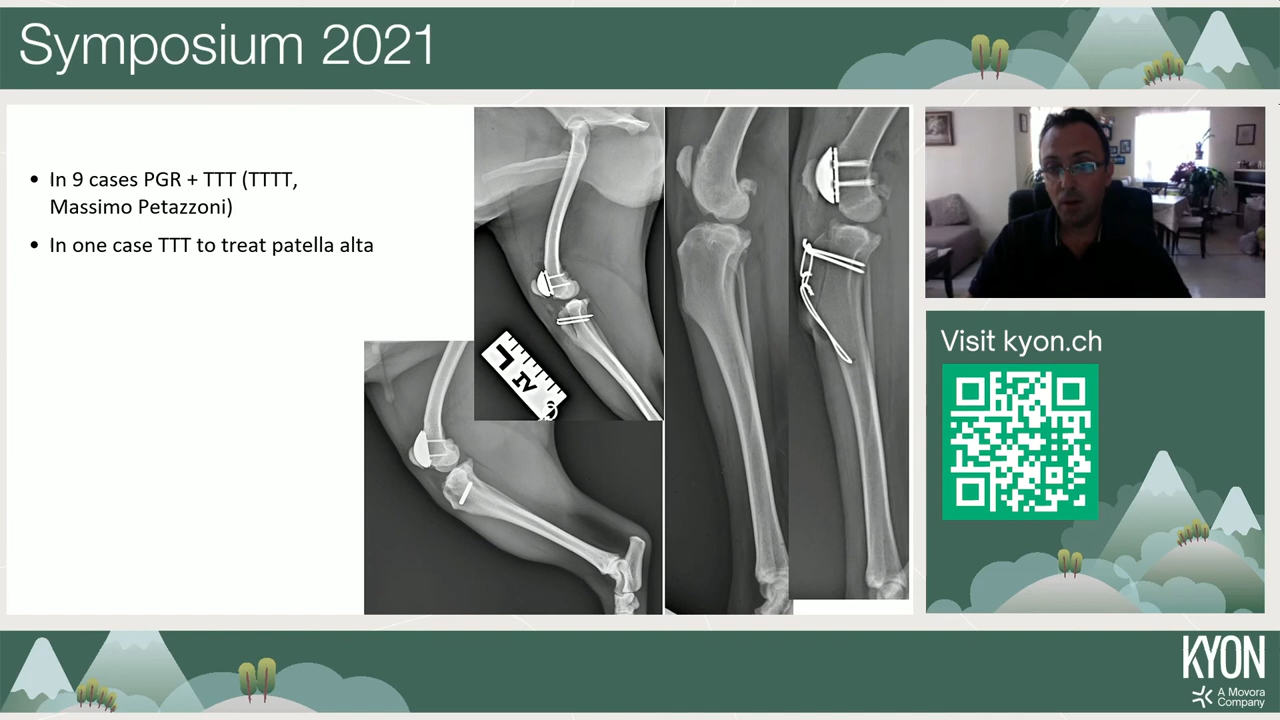 Symposium 2021
• In 9 cases PGR + TTT (TTTT,
Massimo Petazzoni)
• In one case TTT to treat patella alta
L IV
Visit kyon.ch
KYON
A Movora
Company